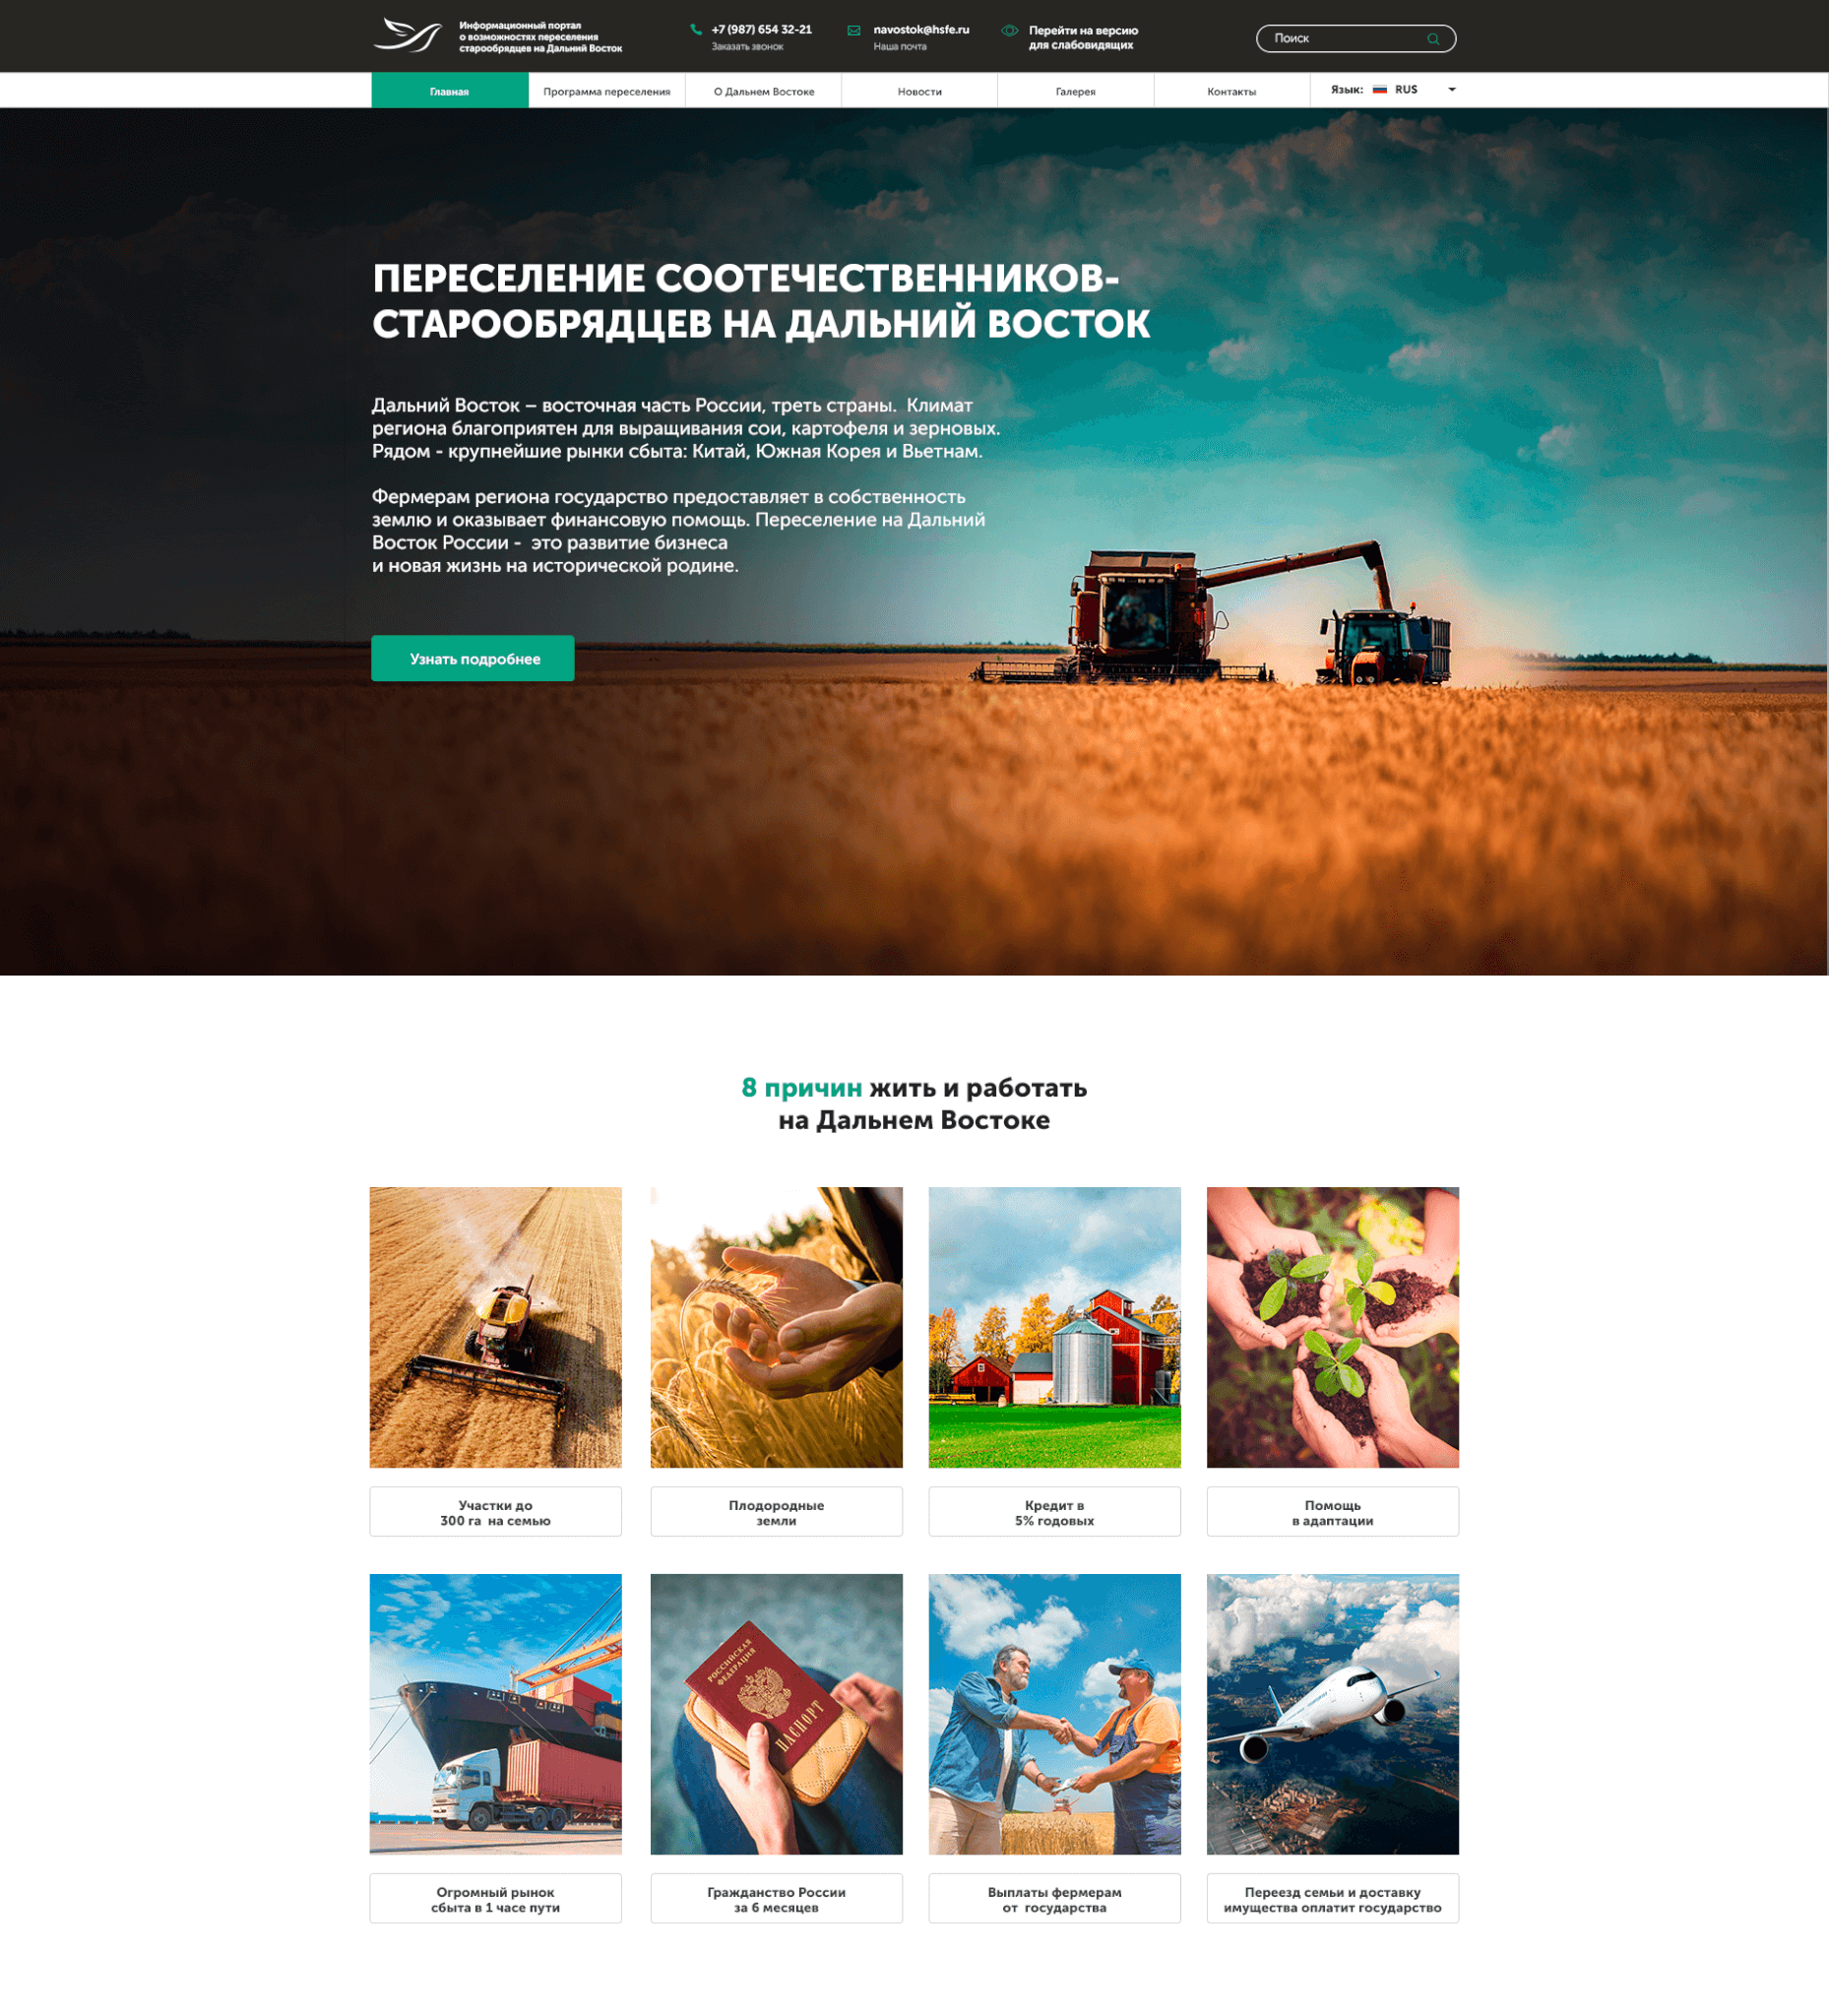 Информационный портал
о возможностях переселения
старообрядцев на Дальний Восток
+7 (987) 654 32-21
Заказать звонок
navostok@hsfe.ru
Наша почта
Перейти на версию
для слабовидящих
Поиск
Главная
Программа переселения
О Дальнем Востоке
Новости
Галерея
Контакты
Язык: RUS
ПЕРЕСЕЛЕНИЕ СООТЕЧЕСТВЕННИКОВ-
СТАРООБРЯДЦЕВ НА ДАЛЬНИЙ ВОСТОК
Дальний Восток – восточная часть России, треть страны. Климат
региона благоприятен для выращивания сои, картофеля и зерновых.
Рядом - крупнейшие рынки сбыта: Китай, Южная Корея и Вьетнам.
Фермерам региона государство предоставляет в собственность
землю и оказывает финансовую помощь. Переселение на Дальний
Восток России - это развитие бизнеса
и новая жизнь на исторической родине.
Узнать подробнее
8 причин жить и работать
на Дальнем Востоке
Участки до
300 га на семью
Плодородные
земли
Кредит в
5% годовых
Помощь
в адаптации
РОССИЙСКАЯ
ФЕДЕРАЦИЯ
ПАСПОРТ
Огромный рынок
сбыта в 1 часе пути
Гражданство России
за 6 месяцев
Выплаты фермерам
от государства
Переезд семьи и доставку
имущества оплатит государство